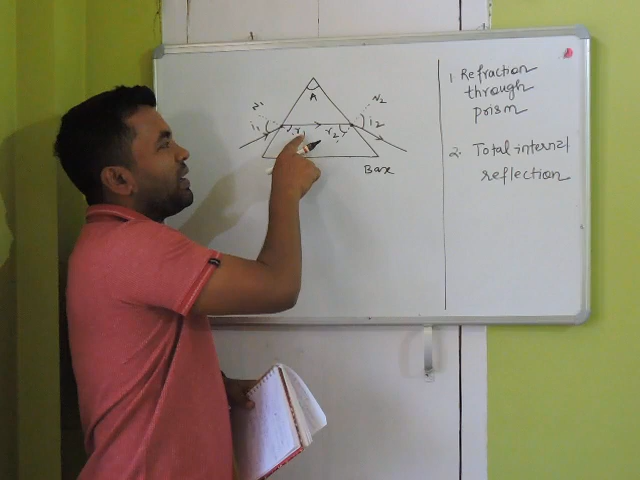 A
N₁
N₂
i₁
r₁
r₂
i₂
Base
1. Refraction
through
prism
2. Total internal
reflection